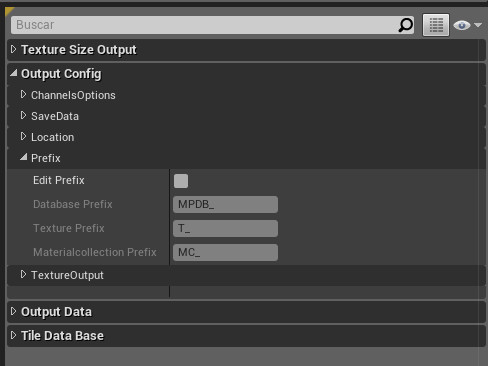 Buscar
Texture Size Output
Output Config
ChannelsOptions
SaveData
Location
Prefix
Edit Prefix
Database Prefix MPDB_
Texture Prefix T_
Materialcollection Prefix MC_
TextureOutput
Output Data
Tile Data Base